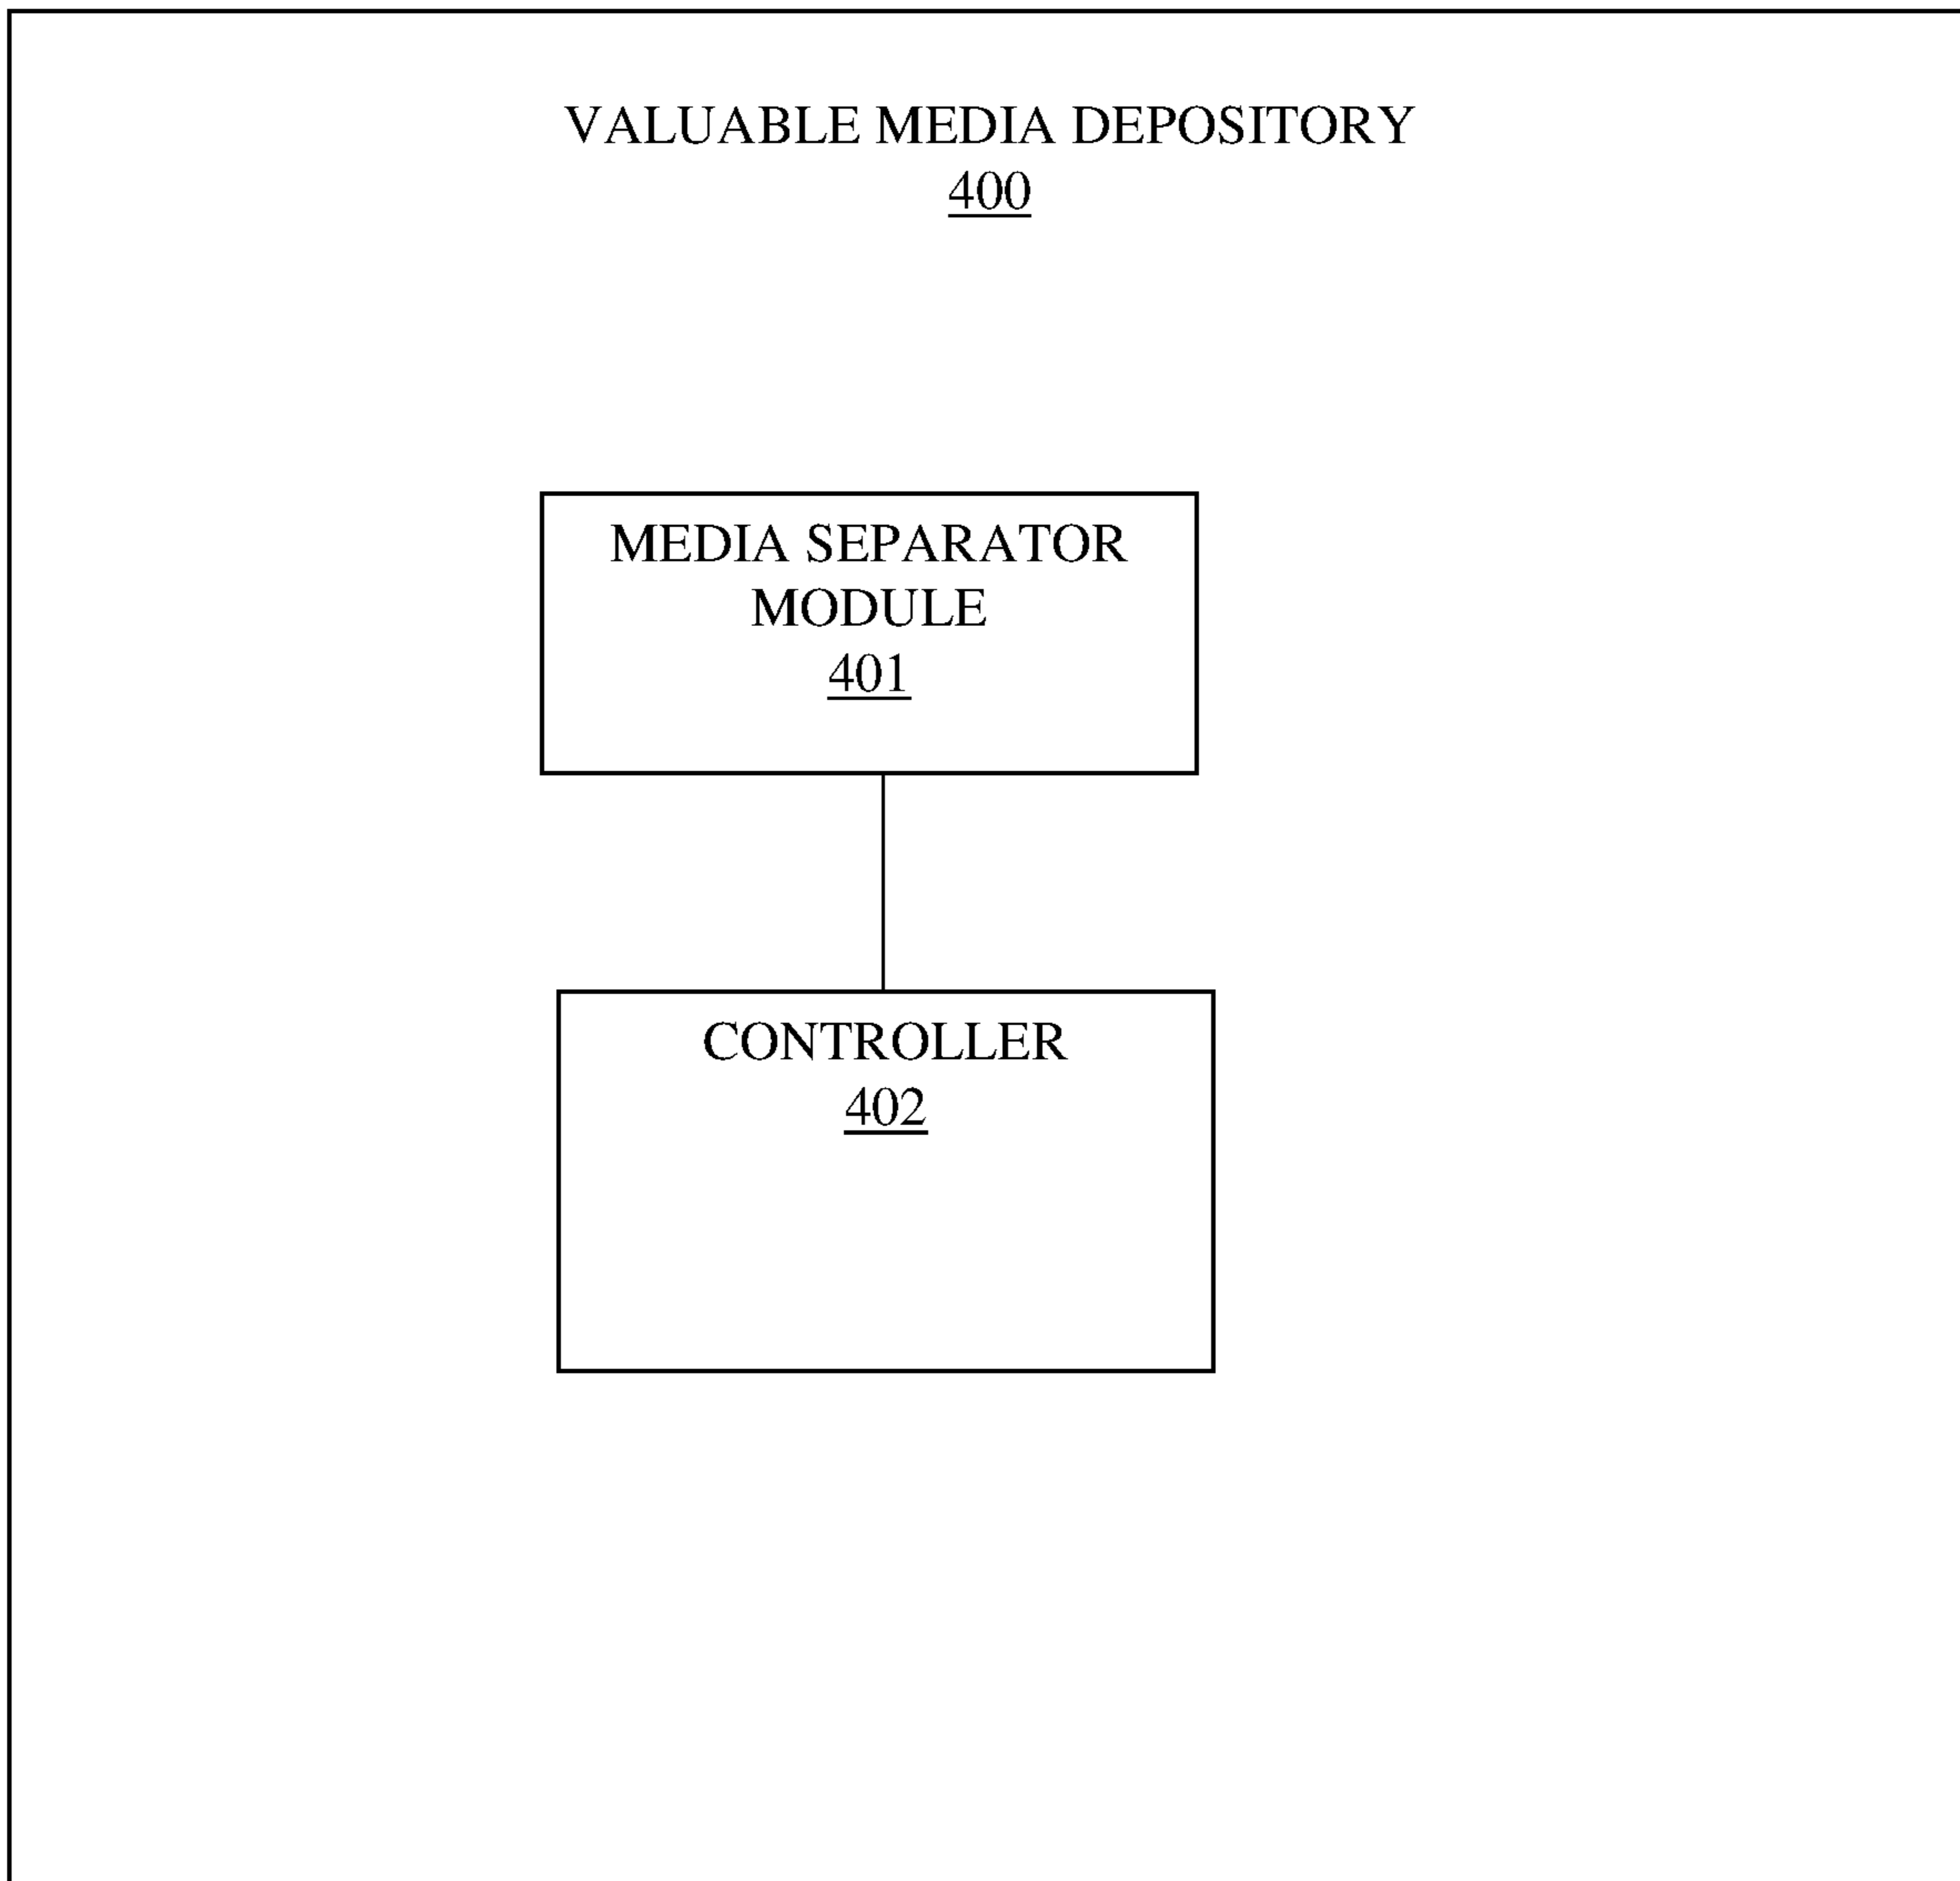 VALUABLE MEDIA DEPOSITORY
400
MEDIA SEPARATOR
MODULE
401
CONTROLLER
402